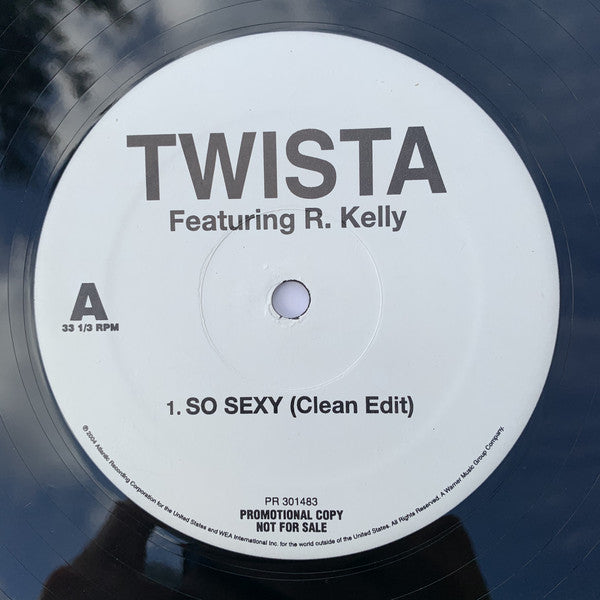 TWISTA
Featuring R. Kelly
A
33 1/3 RPM
1. SO SEXY (Clean Edit)
PR 301483
PROMOTIONAL COPY
NOT FOR SALE
℗ 2004 Atlantic Recording Corporation for the United States and WEA International Inc. for the world outside of the United States. All Rights Reserved. A Warner Music Group Company.